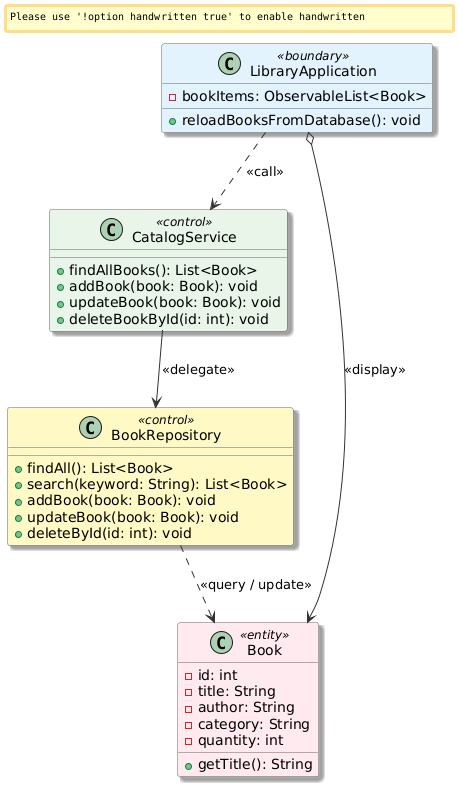 Please use '!option handwritten true' to enable handwritten
C
«boundary»
LibraryApplication
bookItems: ObservableList<Book>
reloadBooksFromDatabase(): void
«call»
C
«control»
CatalogService
findAllBooks(): List<Book>
addBook(book: Book): void
updateBook(book: Book): void
deleteBookById(id: int): void
«delegate»
«display»
C
«control»
BookRepository
findAll(): List<Book>
search(keyword: String): List<Book>
addBook(book: Book): void
updateBook(book: Book): void
deleteById(id: int): void
«query / update»
C
«entity»
Book
id: int
title: String
author: String
category: String
quantity: int
getTitle(): String